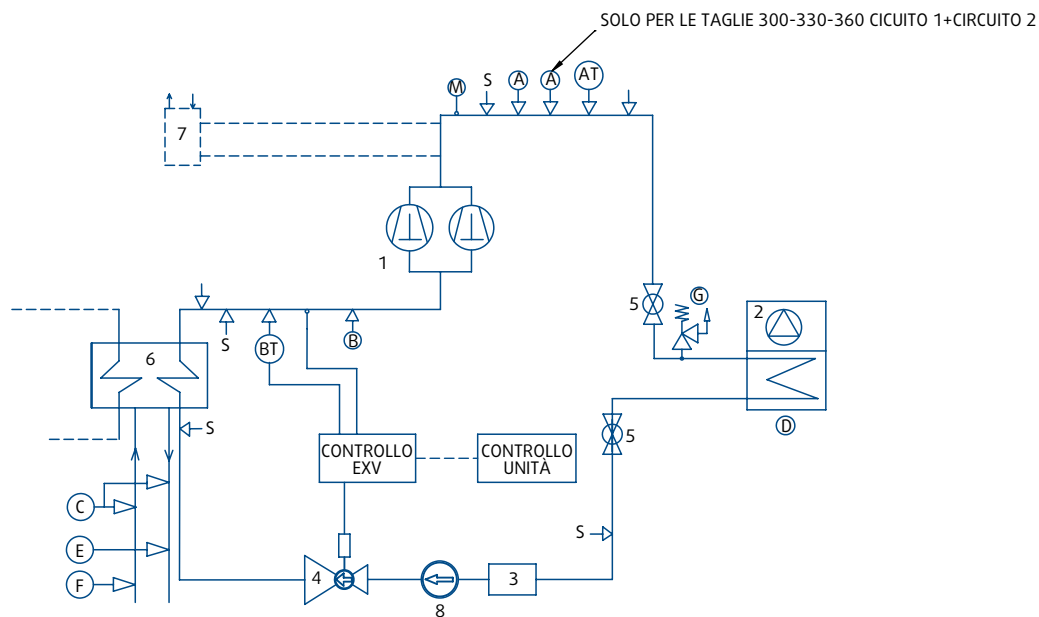 SOLO PER LE TAGLIE 300-330-360 CICUITO 1+CIRCUITO 2
M
S
A
A
AT
7
1
5
G
2
S
BT
B
6
D
S
5
CONTROLLO
EXV
CONTROLLO
UNITÀ
C
S
E
F
4
3
8